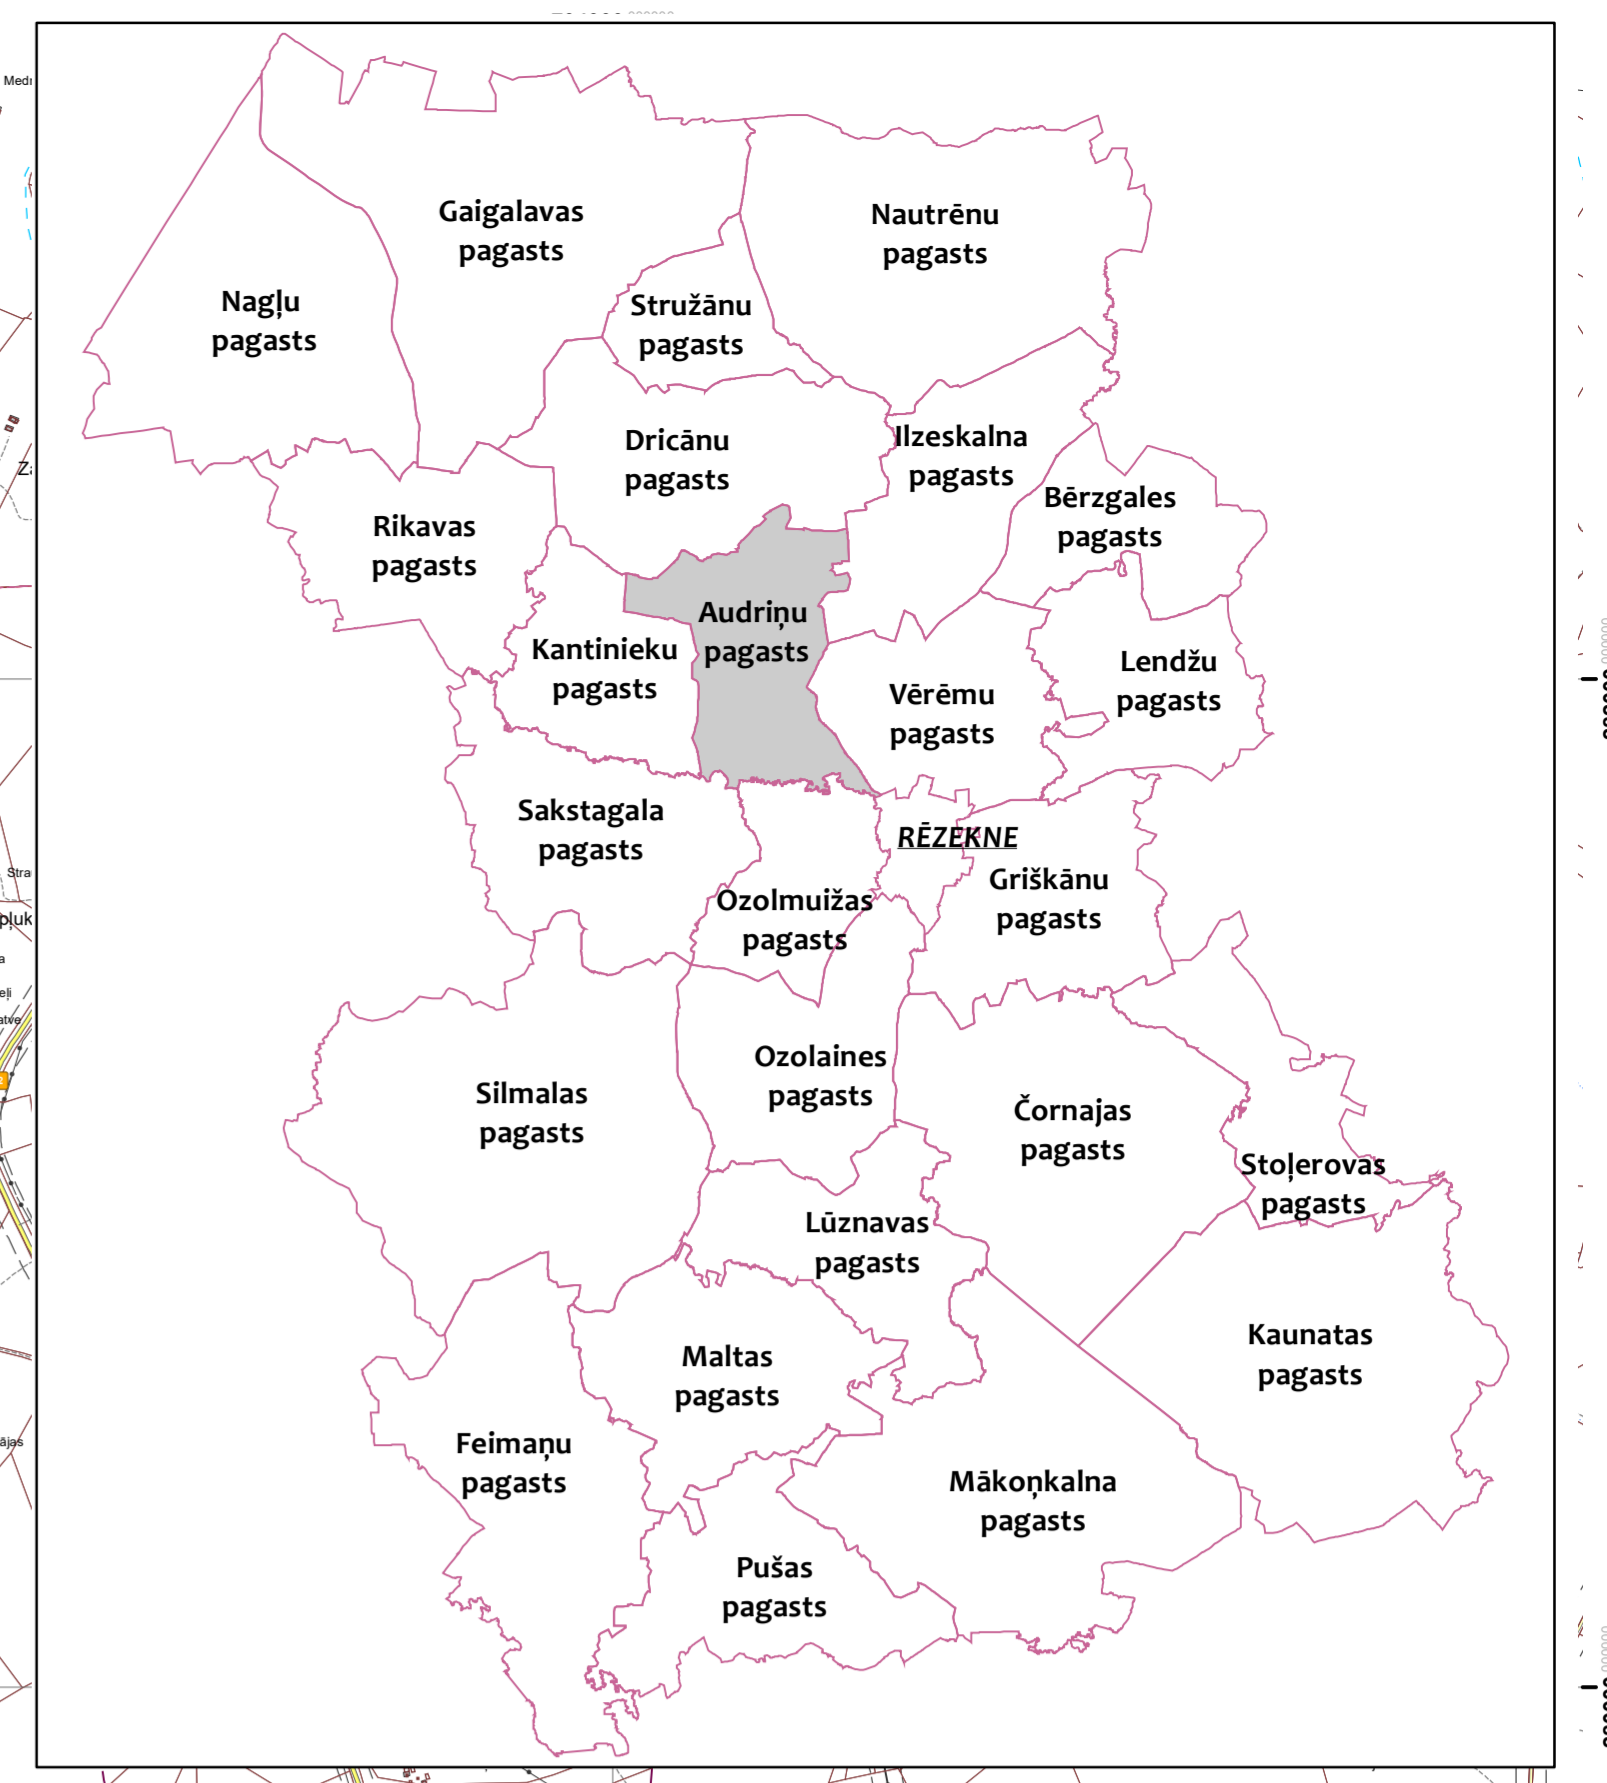 Gaigalavas
pagasts
Nautrēnu
pagasts
Nagļu
pagasts
Stružānu
pagasts
Dricānu
pagasts
Ilzeskalna
pagasts
Bērzgales
pagasts
Rikavas
pagasts
Audriņu
pagasts
Kantinieku
pagasts
Lendžu
pagasts
Vērēmu
pagasts
Sakstagala
pagasts
RĒZEKNE
Griškānu
pagasts
Ozolmuižas
pagasts
Ozolaines
pagasts
Silmalas
pagasts
Čornajas
pagasts
Stoļerovas
pagasts
Lūznavas
pagasts
Kaunatas
pagasts
Maltas
pagasts
Feimaņu
pagasts
Mākoņkalna
pagasts
Pušas
pagasts